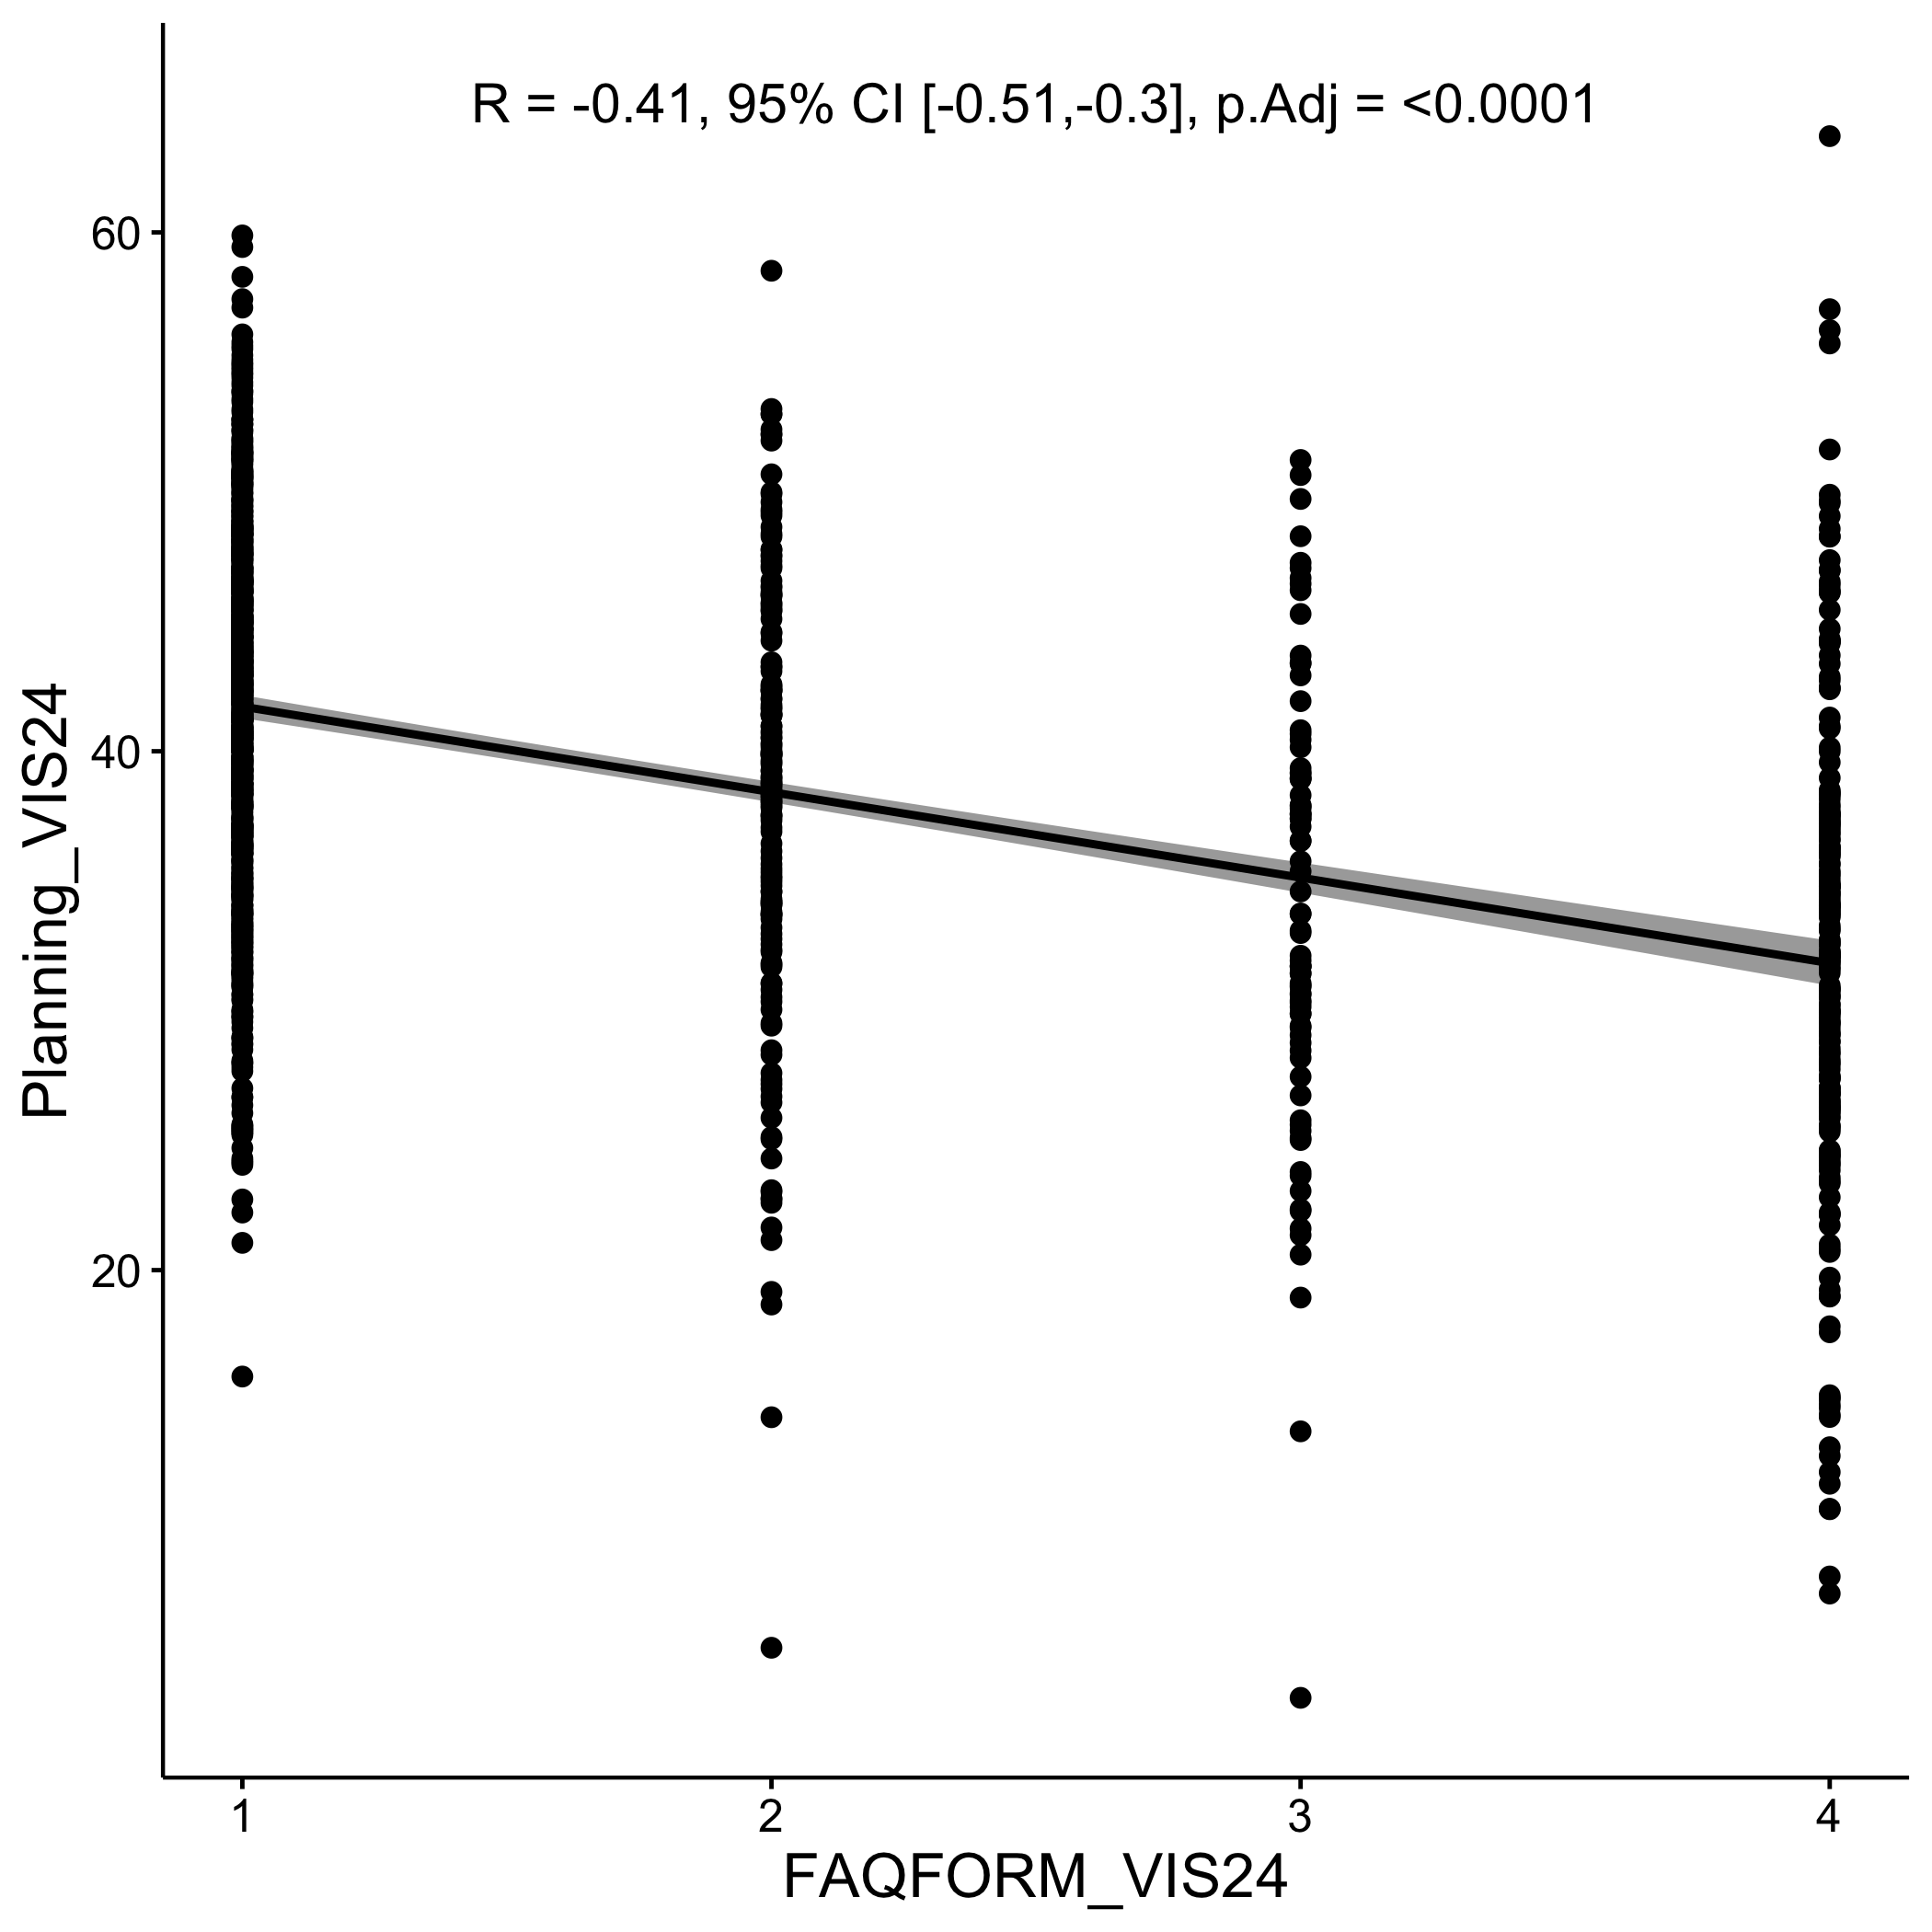 R = -0.41, 95% CI [-0.51,-0.3], p.Adj = <0.0001
60
40
20
Planning_VIS24
1 2 3 4
FAQFORM_VIS24